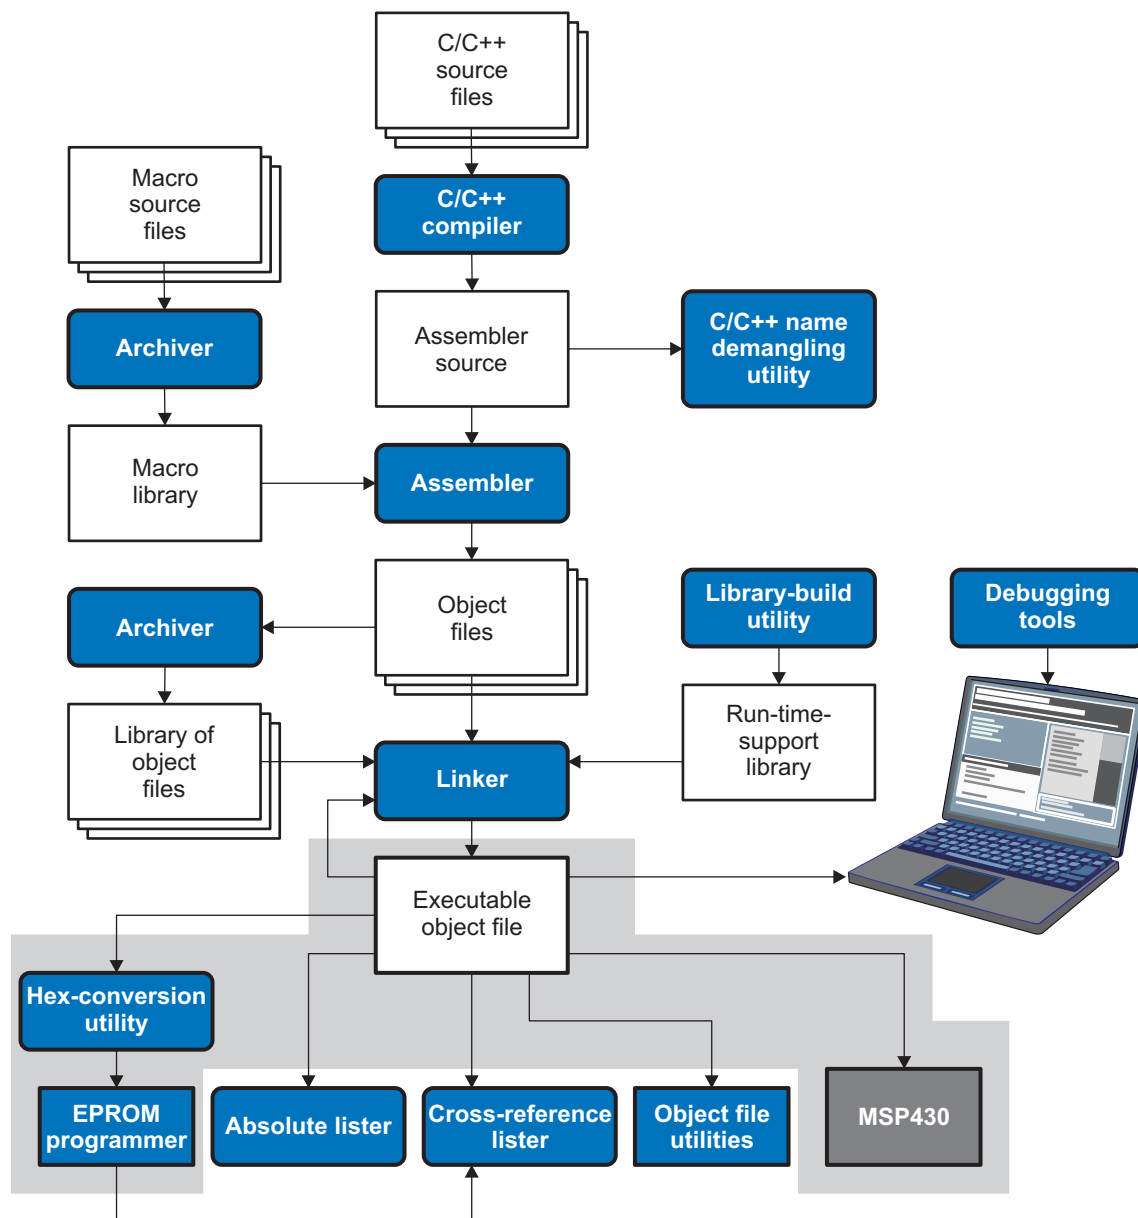 C/C++
source
files
Macro
source
files
C/C++
compiler
Archiver
Assembler
source
C/C++ name
demangling
utility
Macro
library
Assembler
Archiver
Object
files
Library-build
utility
Debugging
tools
Library of
object
files
Linker
Run-time-
support
library
Executable
object file
Hex-conversion
utility
EPROM
programmer
Absolute lister
Cross-reference
lister
Object file
utilities
MSP430